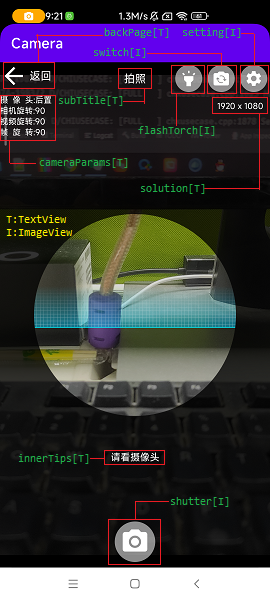 9:21
1.3M/s
Camera
backPage[T]
setting[I]
switch[I]
返回
subTitle[T]
拍照
摄 像 头:后置
相机旋转:90
视频旋转:90
帧 旋 转:90
1920 x 1080
flashTorch[I]
cameraParams[T]
solution[T]
T:TextView
I:ImageView
innerTips[T]
请看摄像头
shutter[I]